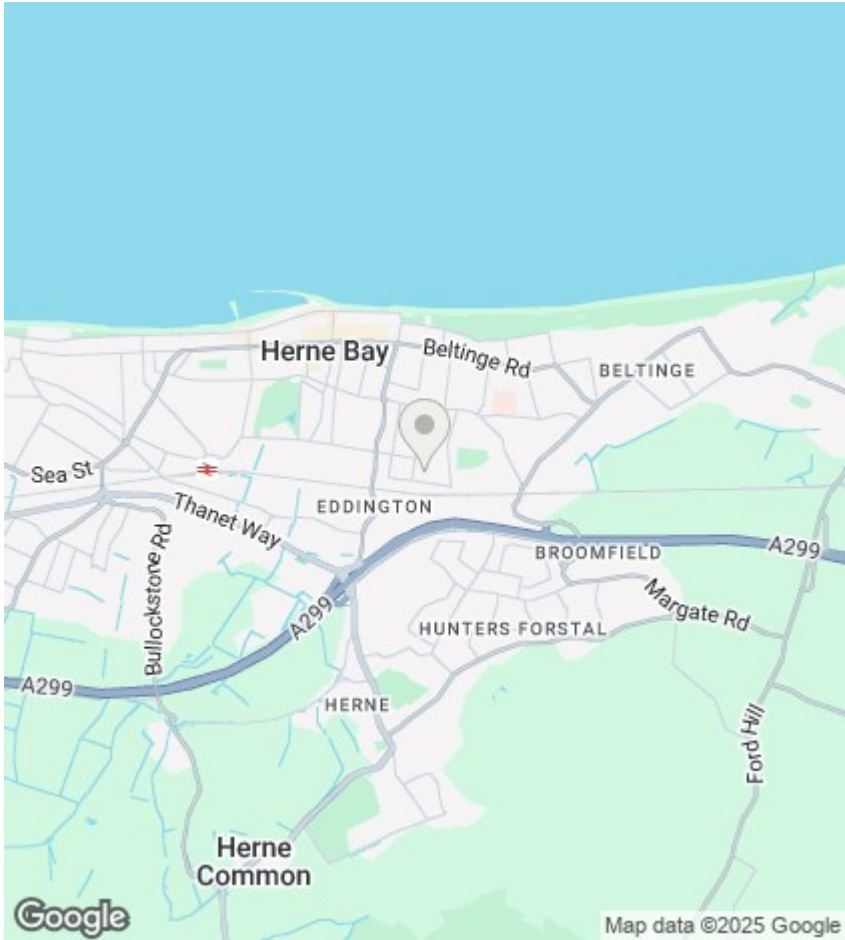 Herne Bay
Beltinge Rd
BELTINGE
Sea St
Thanet Way
EDDINGTON
Bullockstone Rd
A299
BROOMFIELD
A299
Margate Rd
HUNTERS FORSTAL
A299
HERNE
Ford Hill
Herne
Common
Google
Map data ©2025 Google